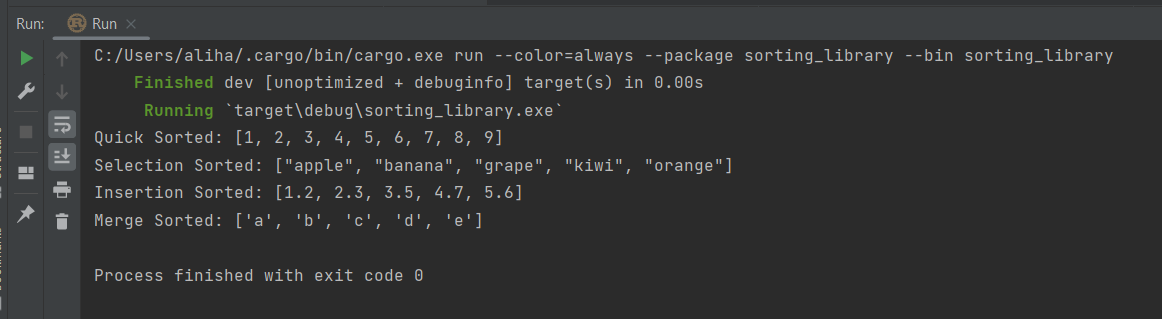 Run: Run
C:/Users/aliha/.cargo/bin/cargo.exe run --color=always --package sorting_library --bin sorting_library
Finished dev [unoptimized + debuginfo] target(s) in 0.00s
Running `target\debug\sorting_library.exe`
Quick Sorted: [1, 2, 3, 4, 5, 6, 7, 8, 9]
Selection Sorted: ["apple", "banana", "grape", "kiwi", "orange"]
Insertion Sorted: [1.2, 2.3, 3.5, 4.7, 5.6]
Merge Sorted: ['a', 'b', 'c', 'd', 'e']
Process finished with exit code 0